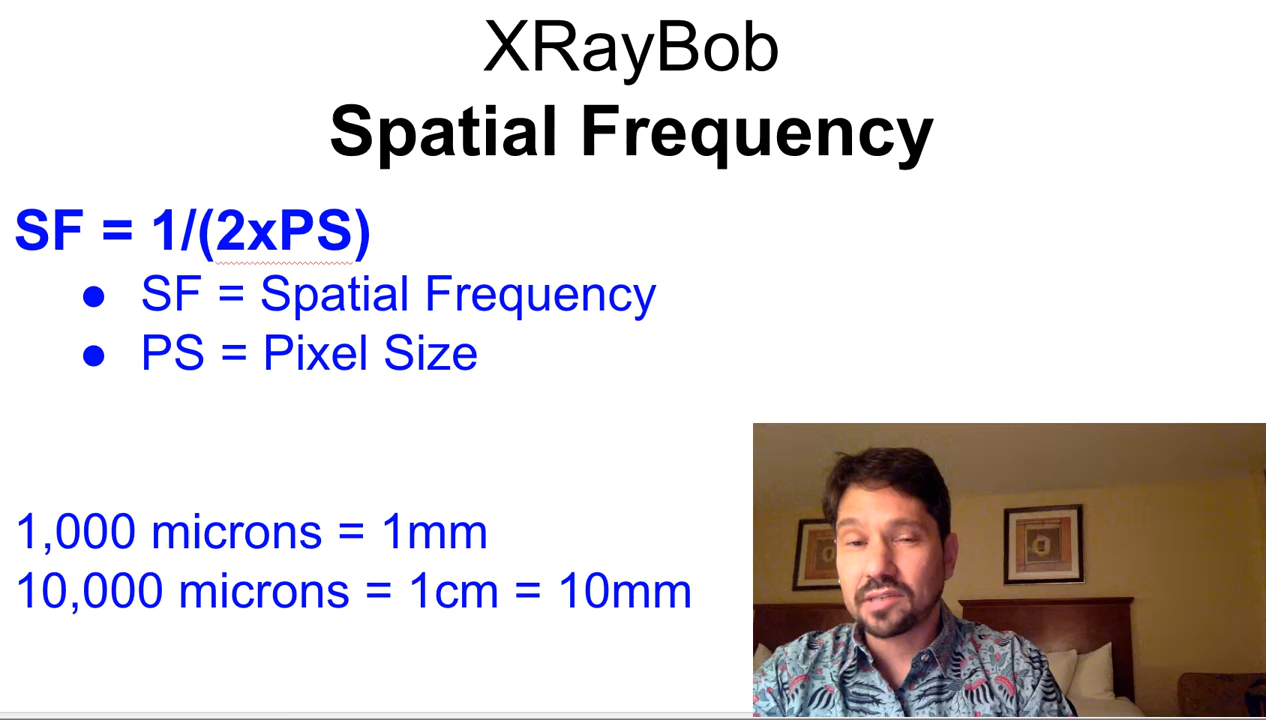 XRayBob
Spatial Frequency
SF = 1/(2xPS)
● SF = Spatial Frequency
● PS = Pixel Size
1,000 microns = 1mm
10,000 microns = 1cm = 10mm